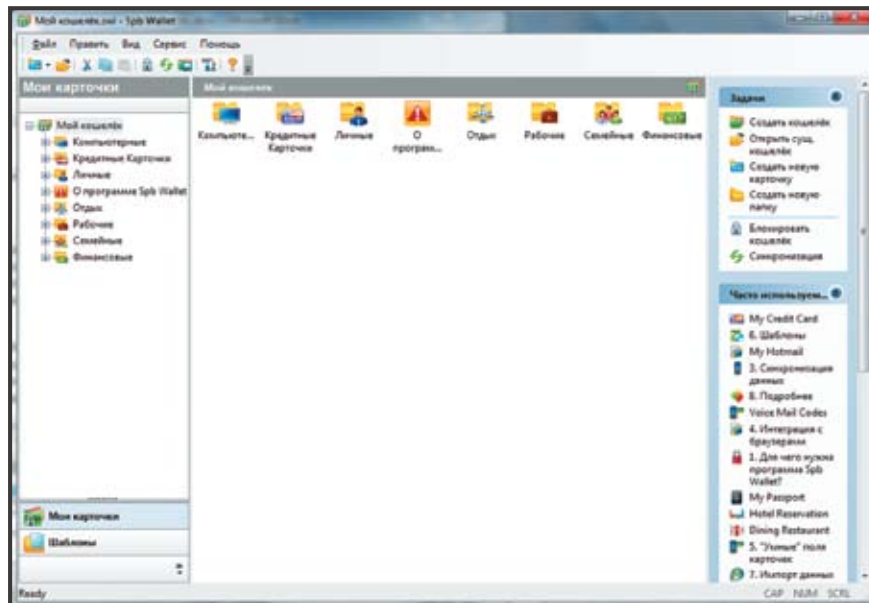 Мой кошелёк.swl - Spb Wallet
Файл Править Вид Сервис Помощь
Мои карточки
Мой кошелёк
Мой кошелёк
Компьютерные
Кредитные Карточки
Личные
О программе Spb Wallet
Отдых
Рабочие
Семейные
Финансовые
Компьюте...
Кредитные
Карточки
Личные
О
програм...
Отдых
Рабочие
Семейные
Финансовые
Задачи
Создать кошелёк
Открыть сущ.
кошелёк
Создать новую
карточку
Создать новую
папку
Блокировать
кошелёк
Синхронизация
Часто используем...
My Credit Card
6. Шаблоны
My Hotmail
3. Синхронизация
данных
8. Подробнее
Voice Mail Codes
4. Интеграция с
браузерами
1. Для чего нужна
программа Spb
Wallet?
My Passport
Hotel Reservation
Dining Restaurant
5. "Умные" поля
карточек
7. Импорт данных
Мои карточки
Шаблоны
Ready
CAP NUM SCRL